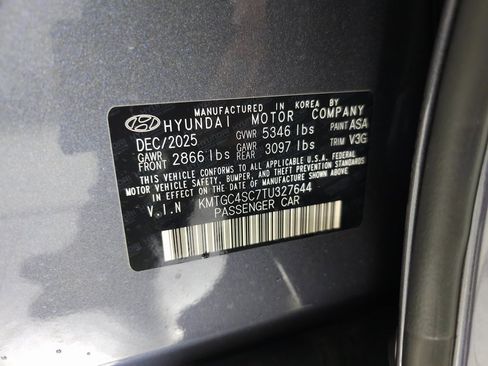 MANUFACTURED IN KOREA BY
HYUNDAI MOTOR COMPANY
DEC/2025 GVWR 5346 lbs PAINT ASA
GAWR FRONT 2866 lbs GAWR REAR 3097 lbs TRIM V3G
THIS VEHICLE CONFORMS TO ALL APPLICABLE U.S.A. FEDERAL
MOTOR VEHICLE SAFETY, BUMPER, AND THEFT PREVENTION STANDARDS
IN EFFECT ON THE DATE OF MANUFACTURE SHOWN ABOVE.
V.I.N KMTGC4SC7TU327644
PASSENGER CAR